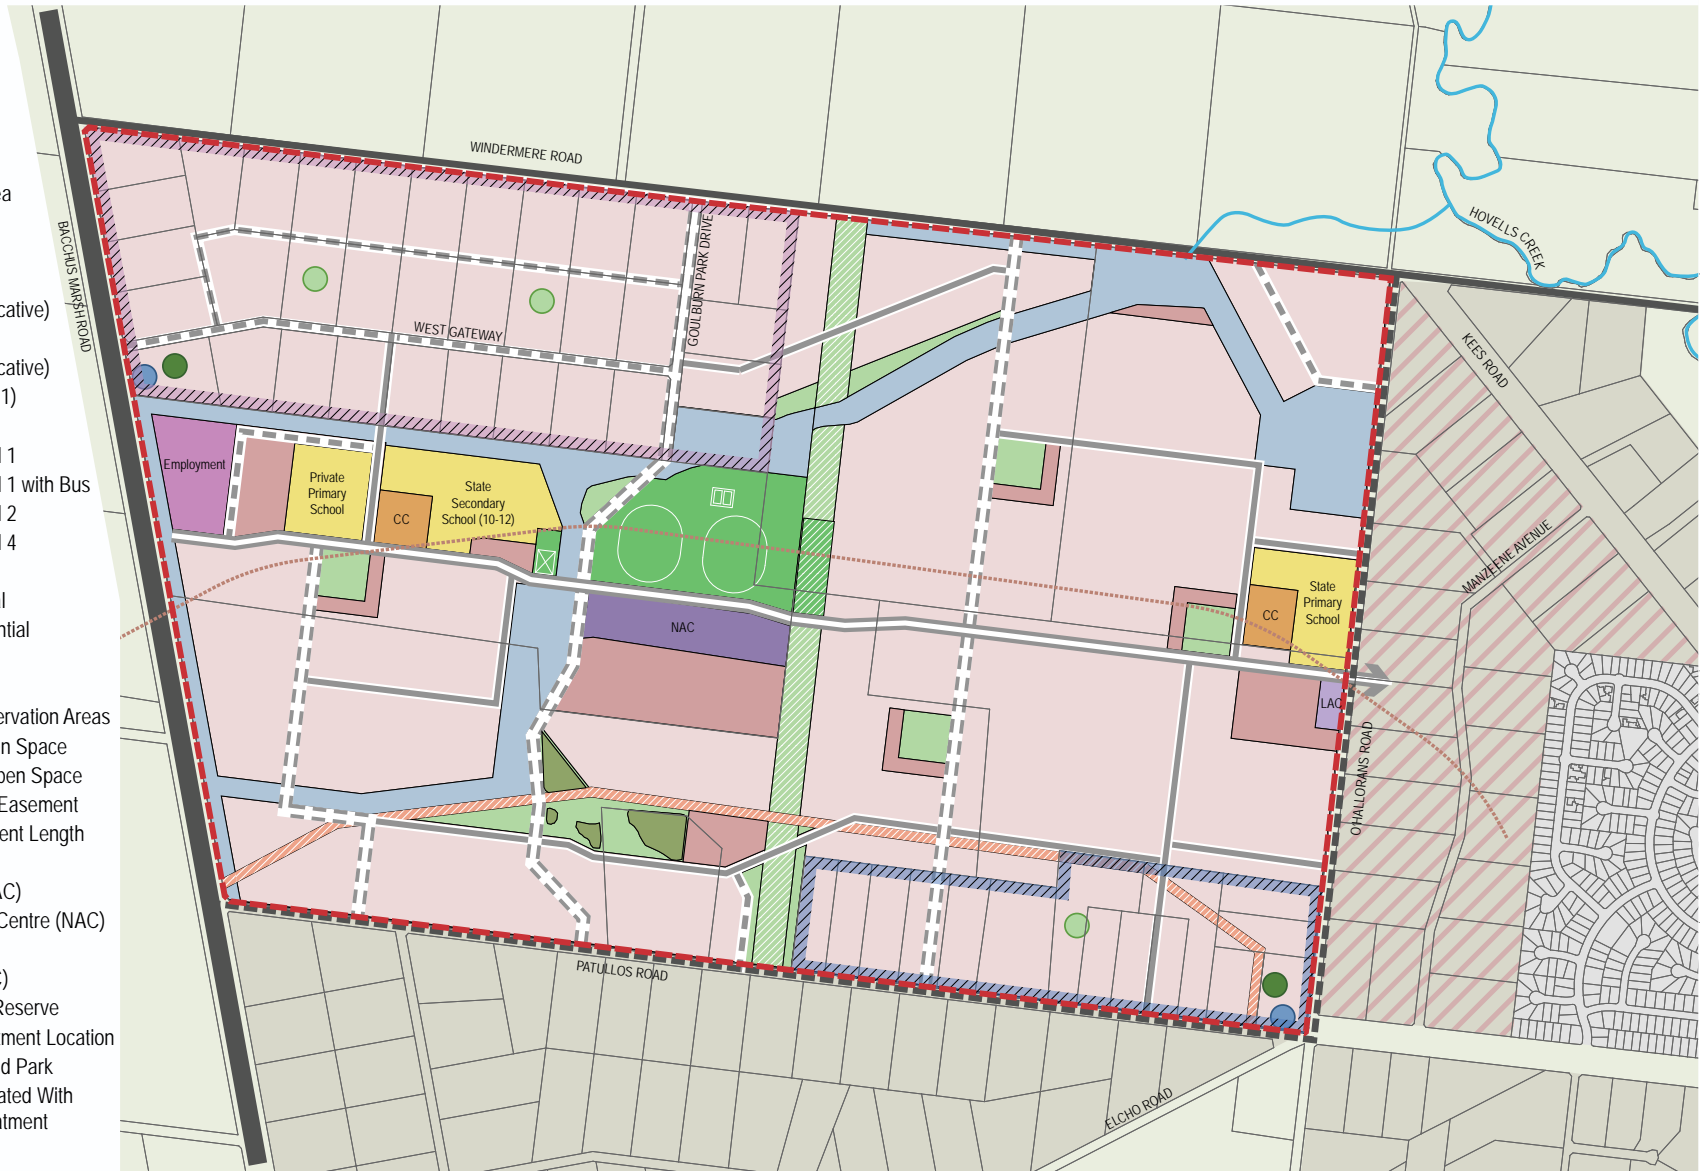 ea
cative)
cative)
1)
l 1
l 1 with Bus
l 2
l 4
l
ntial
ervation Areas
n Space
pen Space
Easement
ent Length
AC)
Centre (NAC)
C)
Reserve
tment Location
d Park
ated With
atment
WINDERMERE ROAD
BACCHUS MARSH ROAD
GOULBURN PARK DRIVE
WEST GATEWAY
HOVELLS CREEK
KEES ROAD
MANZEENE AVENUE
O'HALLORANS ROAD
PATULLOS ROAD
ELCHO ROAD
Employment
Private
Primary
School
CC
State
Secondary
School (10-12)
NAC
CC
State
Primary
School
LAC